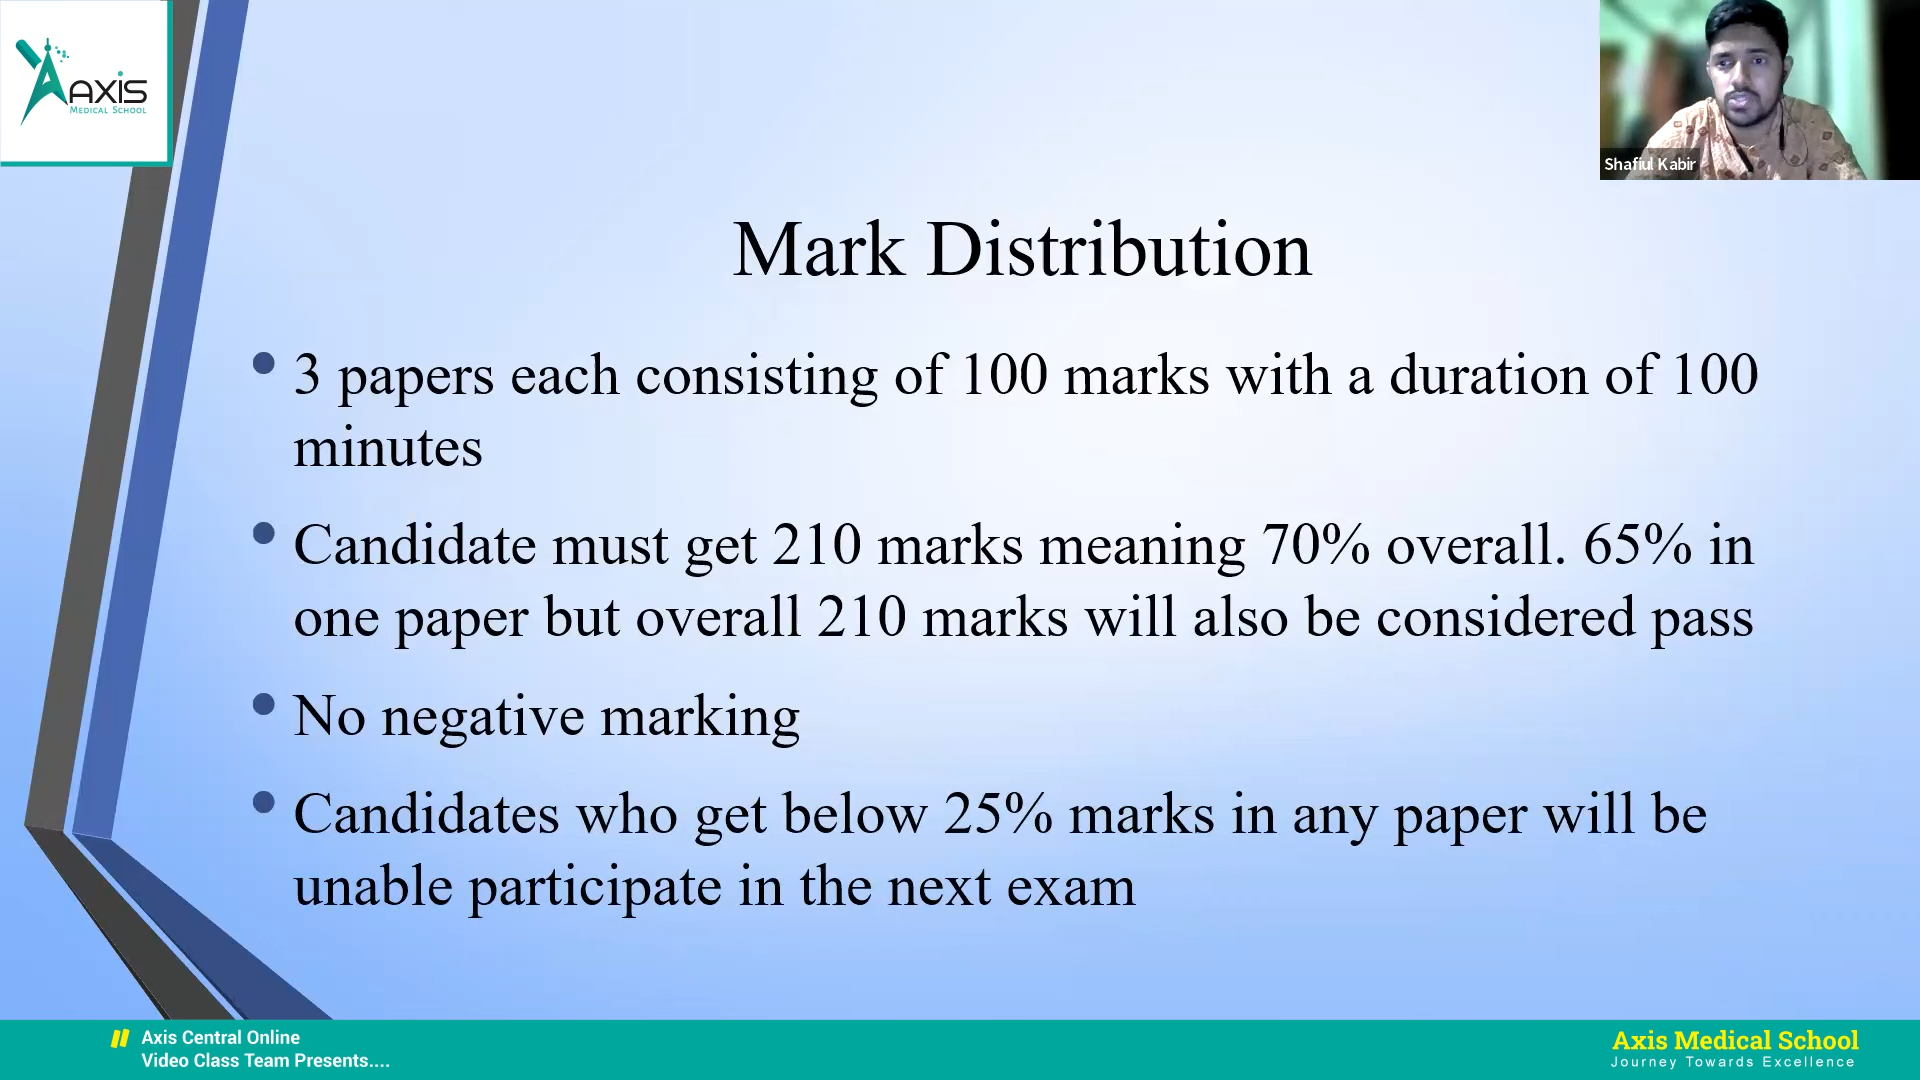 AXIS
MEDICAL SCHOOL
Shafiul Kabir
Mark Distribution
• 3 papers each consisting of 100 marks with a duration of 100
minutes
• Candidate must get 210 marks meaning 70% overall. 65% in
one paper but overall 210 marks will also be considered pass
• No negative marking
• Candidates who get below 25% marks in any paper will be
unable participate in the next exam
Axis Central Online
Video Class Team Presents....
Axis Medical School
Journey Towards Excellence